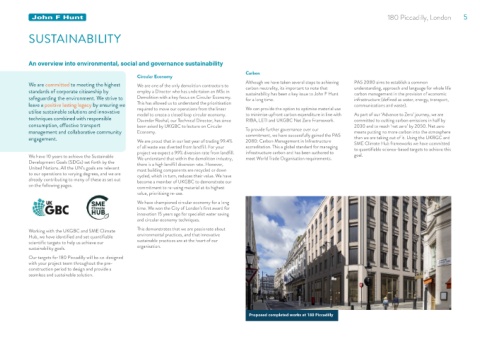 John F Hunt
180 Piccadilly, London 5
SUSTAINABILITY
An overview into environmental, social and governance sustainability
We are committed to meeting the highest
standards of corporate citizenship by
safeguarding the environment. We strive to
leave a positive lasting legacy by ensuring we
utilise sustainable solutions and innovative
techniques combined with responsible
consumption, effective transport
management and collaborative community
engagement.
We have 10 years to achieve the Sustainable
Development Goals (SDGs) set forth by the
United Nations. All the UN's goals are relevant
to our operations to varying degrees, and we are
already contributing to many of these as set out
on the following pages.
UK
GBC
SME
CLIMATE
HUB
Working with the UKGBC and SME Climate
Hub, we have identified and set quantifiable
scientific targets to help us achieve our
sustainability goals.
Our targets for 180 Piccadilly will be on designed
with your project team throughout the pre-
construction period to design and provide a
seamless and sustainable solution.
Circular Economy
We are one of the only demolition contractors to
employ a Director who has undertaken an MSc in
Demolition with a key focus on Circular Economy.
This has allowed us to understand the prioritisation
required to move our operations from the linear
model to create a closed loop circular economy.
our Technical Director, has since
been asked by UKGBC to lecture on Circular
Economy.
We are proud that in our last year of trading 99.4%
of all waste was diverted from landfill. For your
project we expect a 99% diversion rate from landfill.
We understand that within the demolition industry,
there is a high landfill diversion rate. However,
most building components are recycled or down
cycled, which in turn, reduces their value. We have
become a member of UKGBC to demonstrate our
commitment to re-using material at its highest
value, prioritising re-use.
We have championed circular economy for a long
time. We won the City of London's first award for
innovation 15 years ago for specialist water saving
and circular economy techniques.
This demonstrates that we are passionate about
environmental practices, and that innovative
sustainable practices are at the heart of our
organisation.
Carbon
Although we have taken several steps to achieving
carbon neutrality, its important to note that
sustainability has been a key issue to John F Hunt
for a long time.
We can provide the option to optimise material use
to minimise upfront carbon expenditure in line with
RIBA, LETI and UKGBC Net Zero Framework.
To provide further governance over our
commitment, we have successfully gained the PAS
2080: Carbon Management in Infrastructure
accreditation. This a global standard for managing
infrastructure carbon and has been authored to
meet World Trade Organisation requirements.
PAS 2080 aims to establish a common
understanding, approach and language for whole life
carbon management in the provision of economic
infrastructure (defined as water, energy, transport,
communications and waste).
As part of our 'Pathway to Zero' journey, we are
committed to cutting carbon emissions in half by
2030 and to reach 'net zero' by 2050. Net zero
means putting no more carbon into the atmosphere
than we are taking out of it. Using the UKBGC and
SME Climate Hub frameworks we have committed
to quantifiable science-based targets to achieve this
goal.
Proposed completed works at 180 Piccadilly